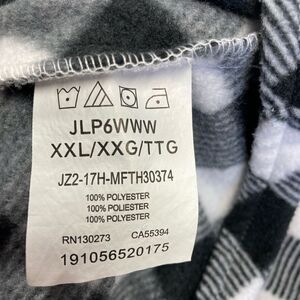 JLP6WWW
XXL/XXG/TTG
JZ2-17H-MFTH30374
100% POLYESTER
100% POLIESTER
100% POLYESTER
RN130273 CA55394
191056520175